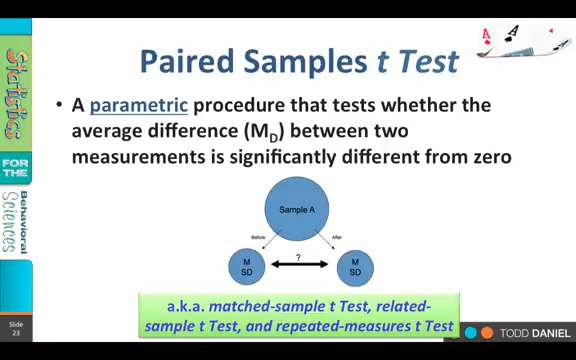 Paired Samples t Test
• A parametric procedure that tests whether the
average difference (M_D) between two
measurements is significantly different from zero
Sample A
Before
After
M
SD
?
M
SD
a.k.a. matched-sample t Test, related-
sample t Test, and repeated-measures t Test
Statistics
FOR THE
Behavioral
Sciences
Slide
23
TODD DANIEL
A
A